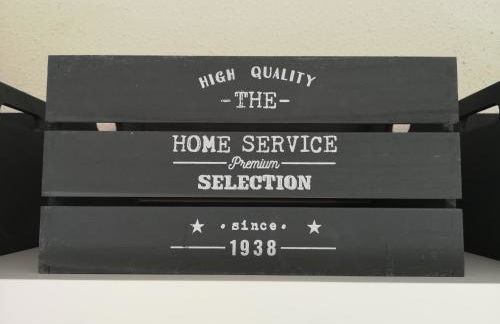 HIGH QUALITY
-THE-
HOME SERVICE
Premium
SELECTION
★ • since • ★
1938